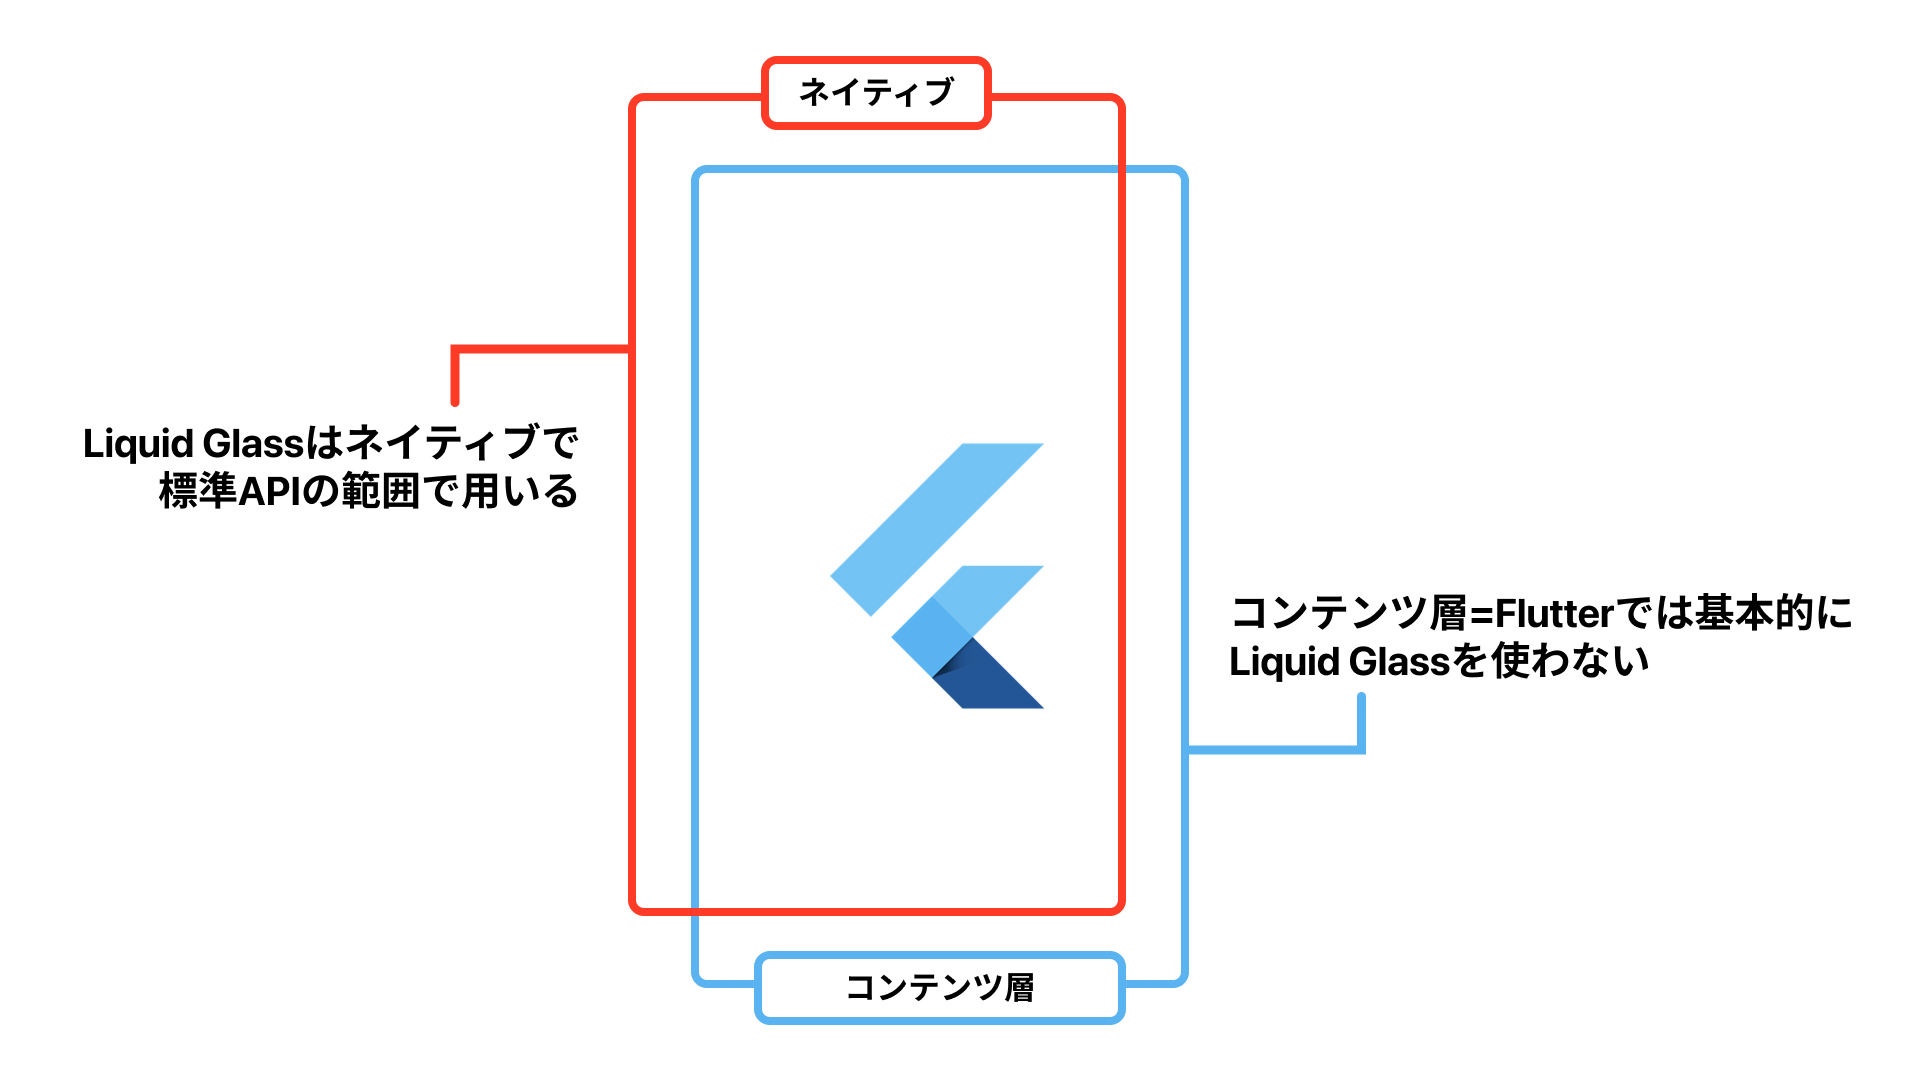 ネイティブ
Liquid Glassはネイティブで
標準APIの範囲で用いる
コンテンツ層=Flutterでは基本的に
Liquid Glassを使わない
コンテンツ層